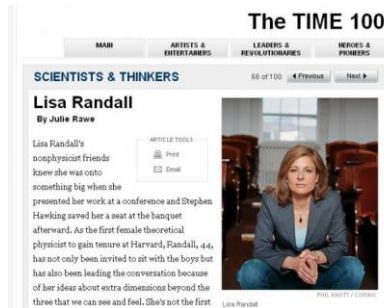 The TIME 100
MAIN
ARTISTS &
ENTERTAINERS
LEADERS &
REVOLUTIONARIES
HEROES &
PIONEERS
SCIENTISTS & THINKERS
66 of 100
Previous
Next
Lisa Randall
By Julie Rawe
ARTICLE TOOLS
Print
Email
Lisa Randall's
nonphysicist friends
knew she was onto
something big when she
presented her work at a conference and Stephen
Hawking saved her a seat at the banquet
afterward. As the first female theoretical
physicist to gain tenure at Harvard, Randall, 44,
has not only been invited to sit with the boys but
has also been leading the conversation because
of her ideas about extra dimensions beyond the
three that we can see and feel. She's not the first
PHIL KNOTT / CORBIS
Lisa Randall